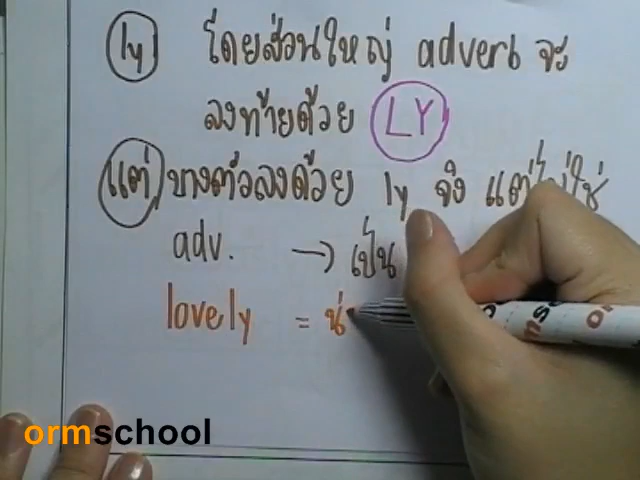 ly โดยส่วนใหญ่ adverb จะ
ลงท้ายด้วย LY
แต่ บางตัวลงด้วย ly จริง แต่ไม่ใช่
adv. → เป็น
lovely = น่
ormschool